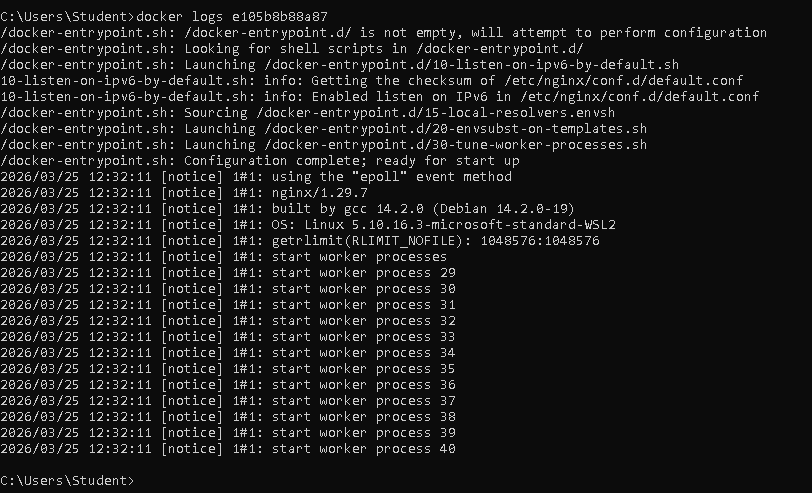 C:\Users\Student>docker logs e105b8b88a87
/docker-entrypoint.sh: /docker-entrypoint.d/ is not empty, will attempt to perform configuration
/docker-entrypoint.sh: Looking for shell scripts in /docker-entrypoint.d/
/docker-entrypoint.sh: Launching /docker-entrypoint.d/10-listen-on-ipv6-by-default.sh
10-listen-on-ipv6-by-default.sh: info: Getting the checksum of /etc/nginx/conf.d/default.conf
10-listen-on-ipv6-by-default.sh: info: Enabled listen on IPv6 in /etc/nginx/conf.d/default.conf
/docker-entrypoint.sh: Sourcing /docker-entrypoint.d/15-local-resolvers.envsh
/docker-entrypoint.sh: Launching /docker-entrypoint.d/20-envsubst-on-templates.sh
/docker-entrypoint.sh: Launching /docker-entrypoint.d/30-tune-worker-processes.sh
/docker-entrypoint.sh: Configuration complete; ready for start up
2026/03/25 12:32:11 [notice] 1#1: using the "epoll" event method
2026/03/25 12:32:11 [notice] 1#1: nginx/1.29.7
2026/03/25 12:32:11 [notice] 1#1: built by gcc 14.2.0 (Debian 14.2.0-19)
2026/03/25 12:32:11 [notice] 1#1: OS: Linux 5.10.16.3-microsoft-standard-WSL2
2026/03/25 12:32:11 [notice] 1#1: getrlimit(RLIMIT_NOFILE): 1048576:1048576
2026/03/25 12:32:11 [notice] 1#1: start worker processes
2026/03/25 12:32:11 [notice] 1#1: start worker process 29
2026/03/25 12:32:11 [notice] 1#1: start worker process 30
2026/03/25 12:32:11 [notice] 1#1: start worker process 31
2026/03/25 12:32:11 [notice] 1#1: start worker process 32
2026/03/25 12:32:11 [notice] 1#1: start worker process 33
2026/03/25 12:32:11 [notice] 1#1: start worker process 34
2026/03/25 12:32:11 [notice] 1#1: start worker process 35
2026/03/25 12:32:11 [notice] 1#1: start worker process 36
2026/03/25 12:32:11 [notice] 1#1: start worker process 37
2026/03/25 12:32:11 [notice] 1#1: start worker process 38
2026/03/25 12:32:11 [notice] 1#1: start worker process 39
2026/03/25 12:32:11 [notice] 1#1: start worker process 40
C:\Users\Student>